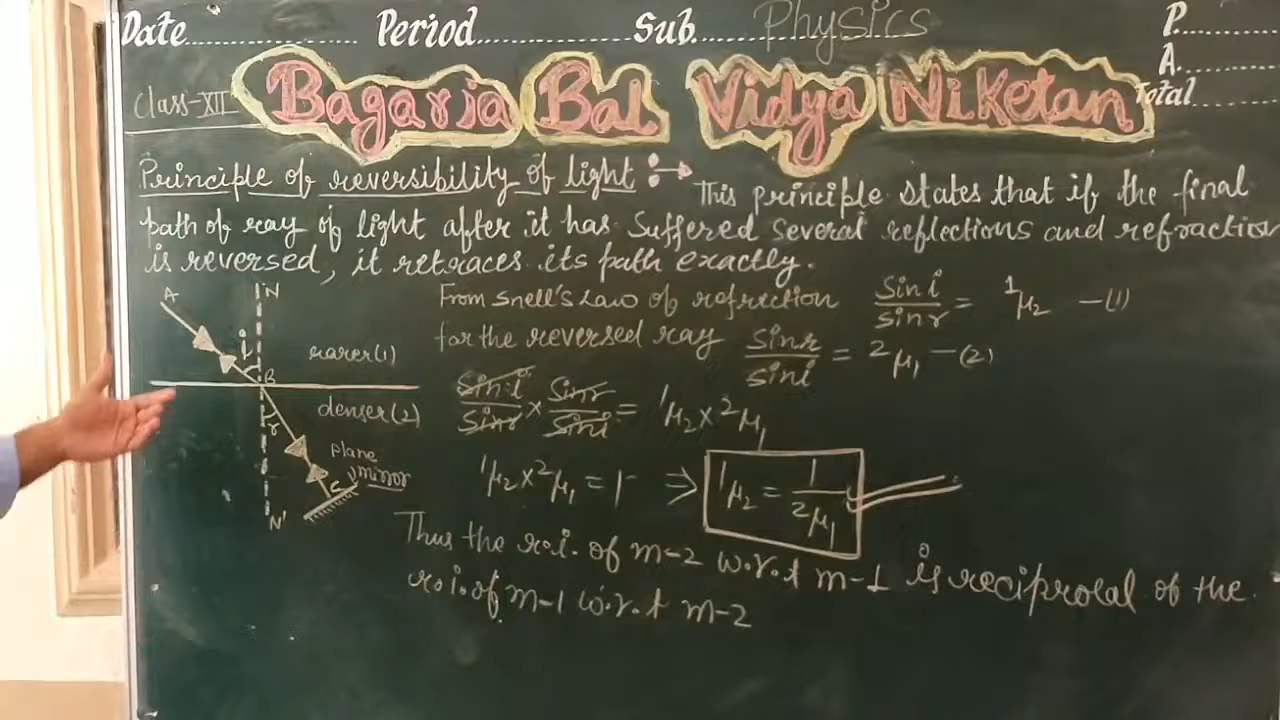 Date............ Period............ Sub. Physics P.......
A.......
Class-XII Bagaria Bal Vidya Niketan Total.......
Principle of reversibility of light :→ This principle states that if the final
path of ray of light after it has suffered several reflections and refraction
is reversed, it retraces its path exactly.
A N
i
B
rarer(1)
denser(2)
r
plane
mirror
C
N'
From snell's Law of refrection sin i/sin r = ¹μ₂ —(1)
for the reversed ray sin r/sin i = ²μ₁ —(2)
sin i/sin r × sin r/sin i = ¹μ₂ × ²μ₁
¹μ₂ × ²μ₁ = 1 ⇒ ¹μ₂ = 1/²μ₁
Thus the r.i. of m-2 w.r.t m-1 is reciprocal of the
r.i. of m-1 w.r.t m-2